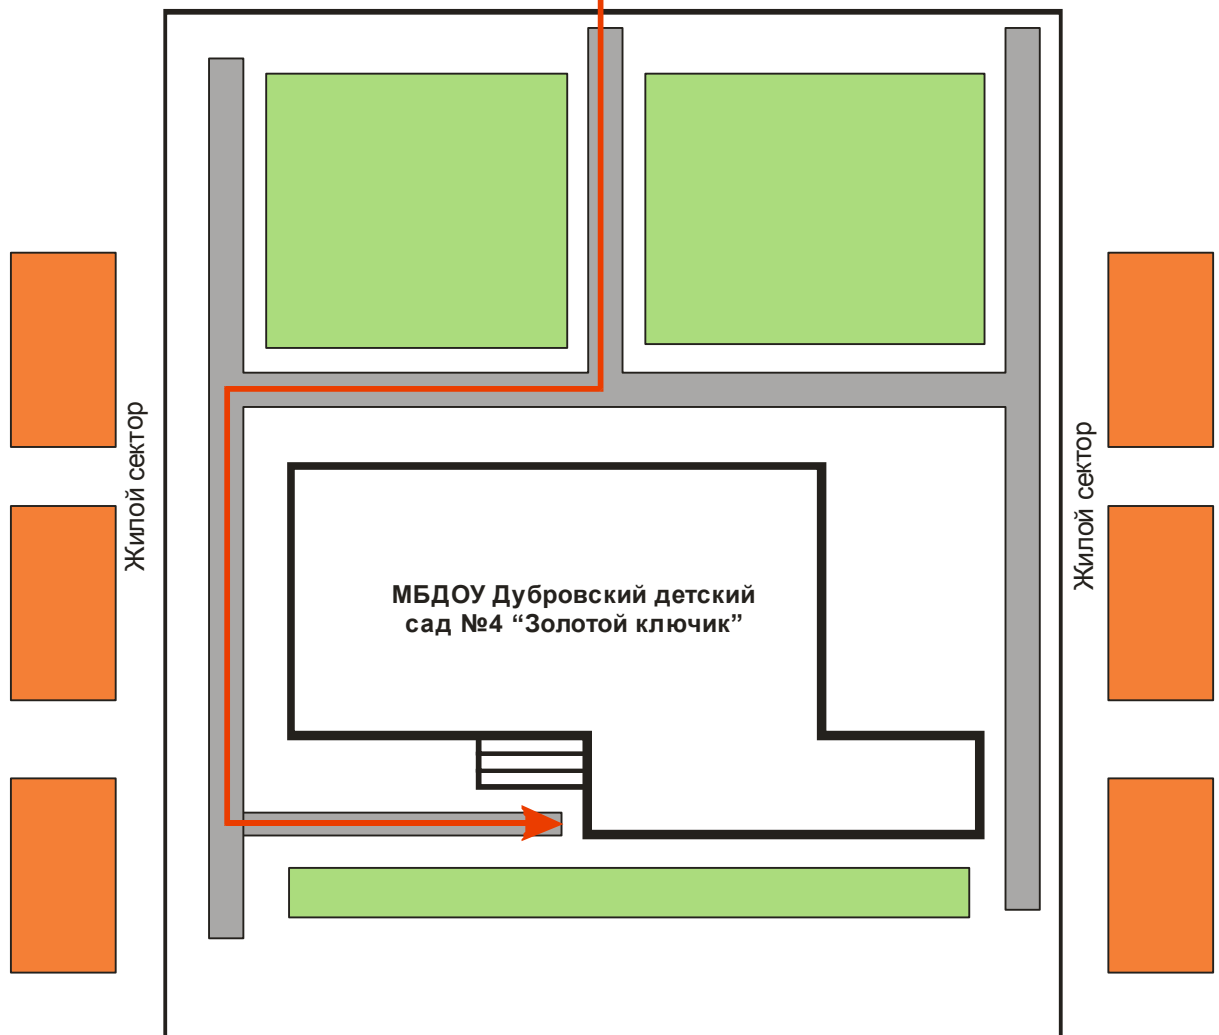 Жилой сектор
МБДОУ Дубровский детский
сад №4 “Золотой ключик”
Жилой сектор